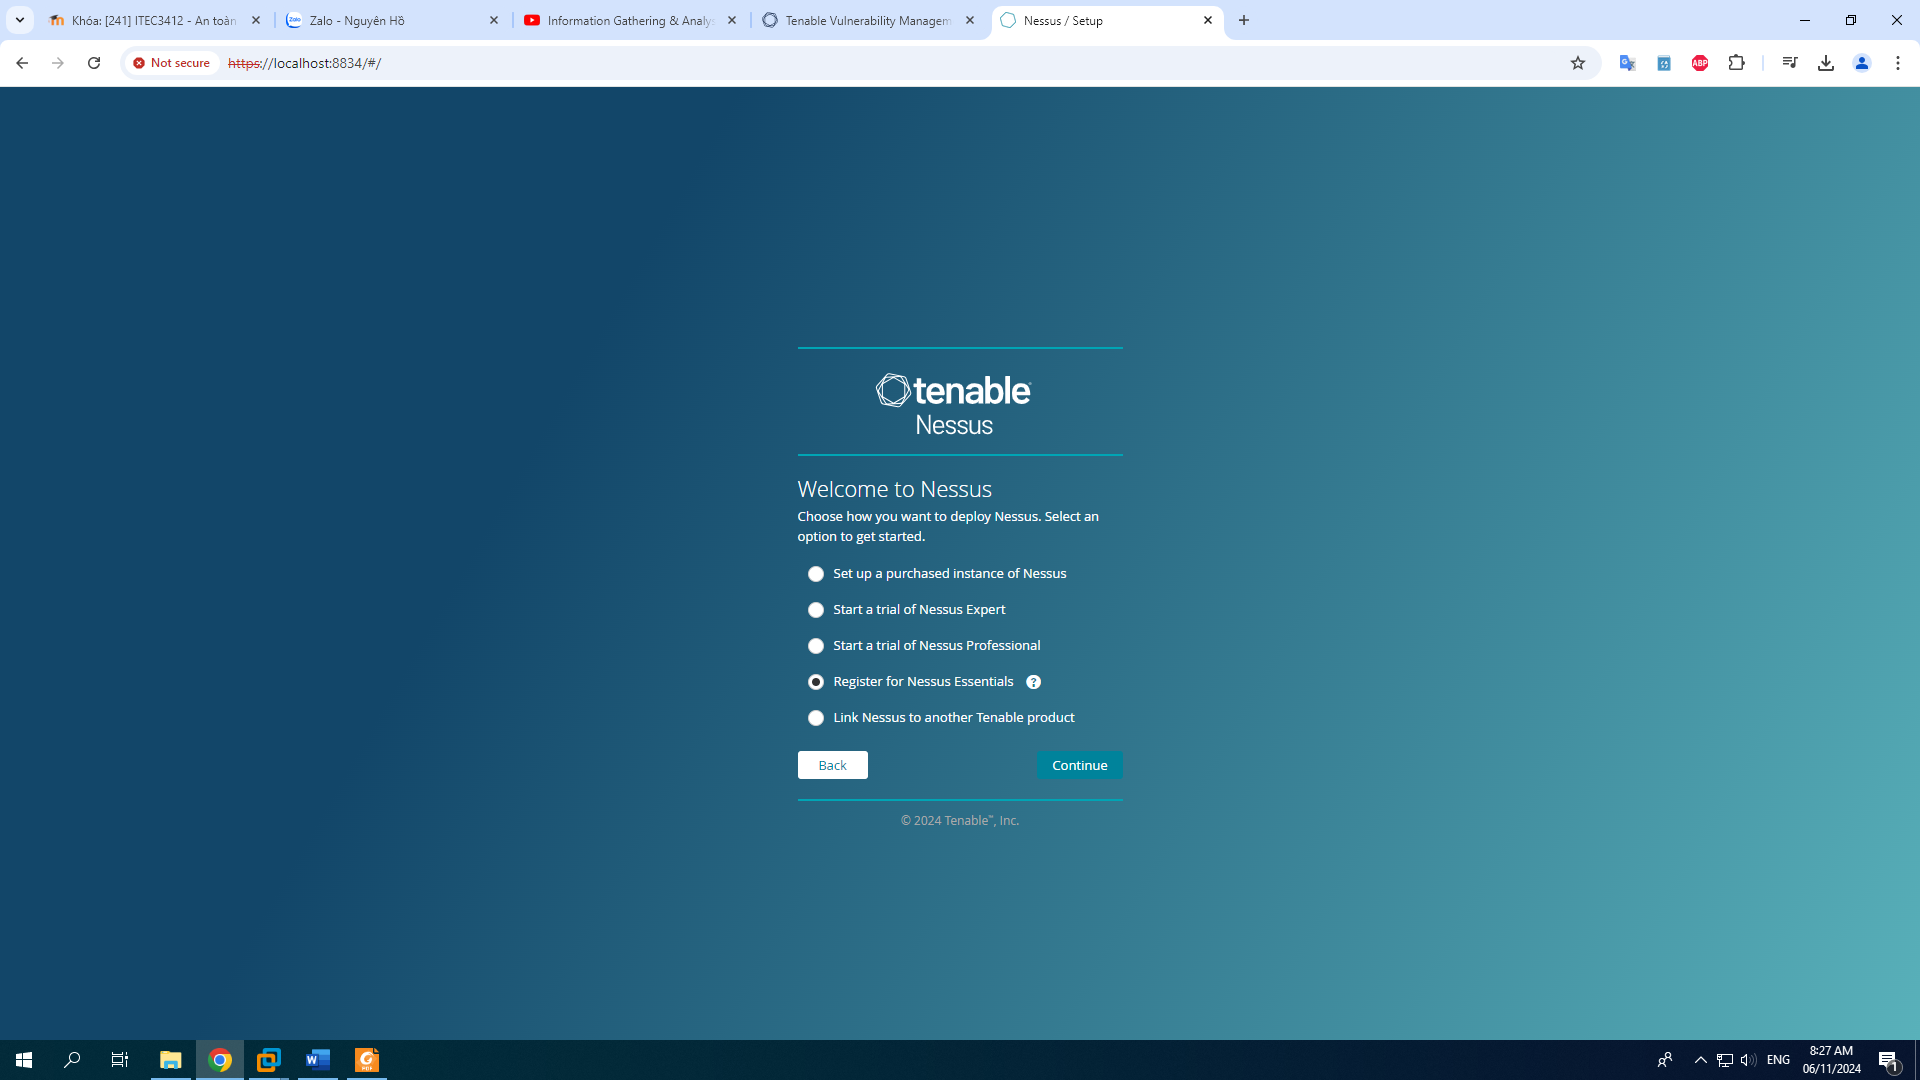 Khóa: [241] ITEC3412 - An toàn
Zalo - Nguyên Hồ
Information Gathering & Analys
Tenable Vulnerability Managem
Nessus / Setup
Not secure
https://localhost:8834/#/
ABP
tenable
Nessus
Welcome to Nessus
Choose how you want to deploy Nessus. Select an
option to get started.
Set up a purchased instance of Nessus
Start a trial of Nessus Expert
Start a trial of Nessus Professional
Register for Nessus Essentials ?
Link Nessus to another Tenable product
Back
Continue
© 2024 Tenable™, Inc.
ENG
8:27 AM
06/11/2024
1